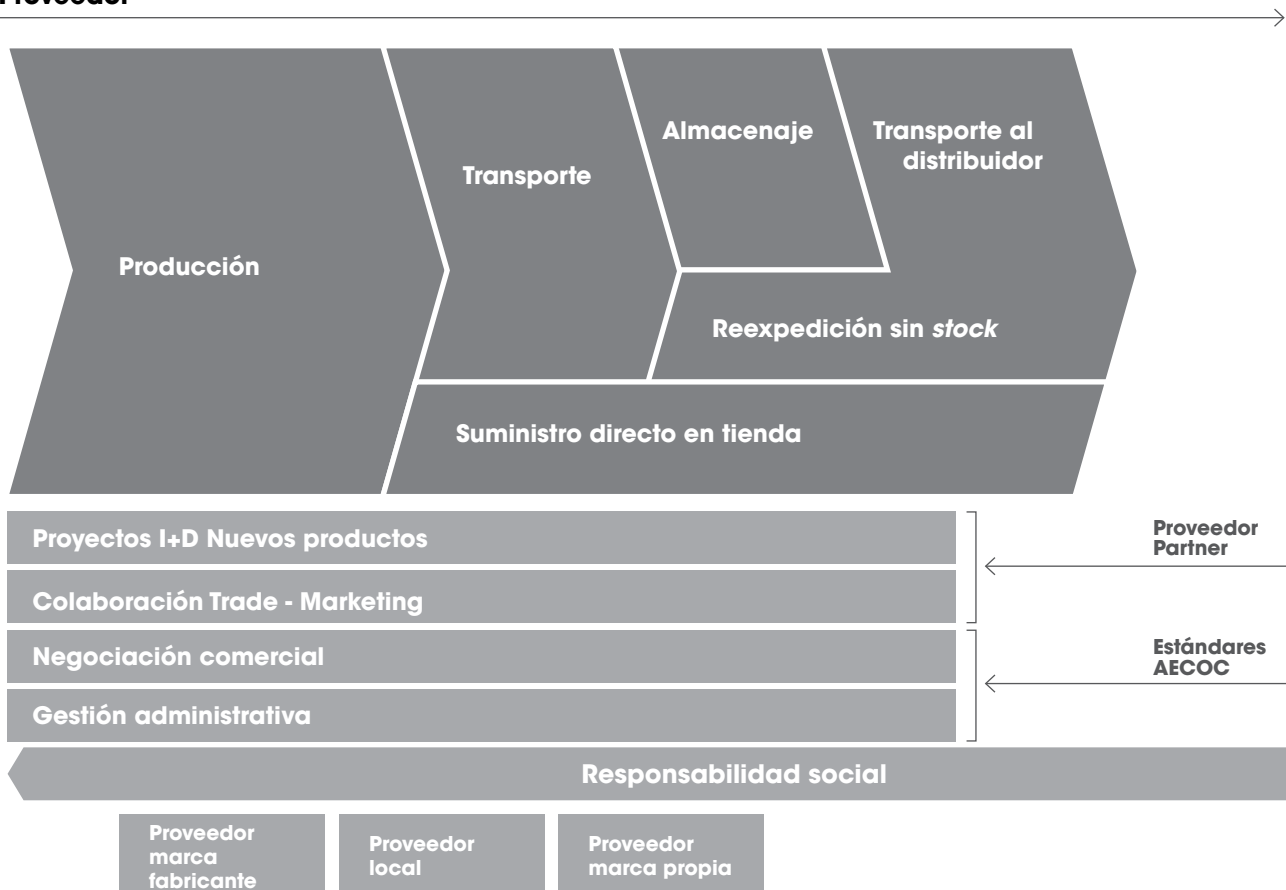 Proveedor
Almacenaje
Transporte al
distribuidor
Transporte
Producción
Reexpedición sin stock
Suministro directo en tienda
Proyectos I+D Nuevos productos
Proveedor
Partner
Colaboración Trade - Marketing
Negociación comercial
Estándares
AECOC
Gestión administrativa
Responsabilidad social
Proveedor
marca
fabricante
Proveedor
local
Proveedor
marca propia